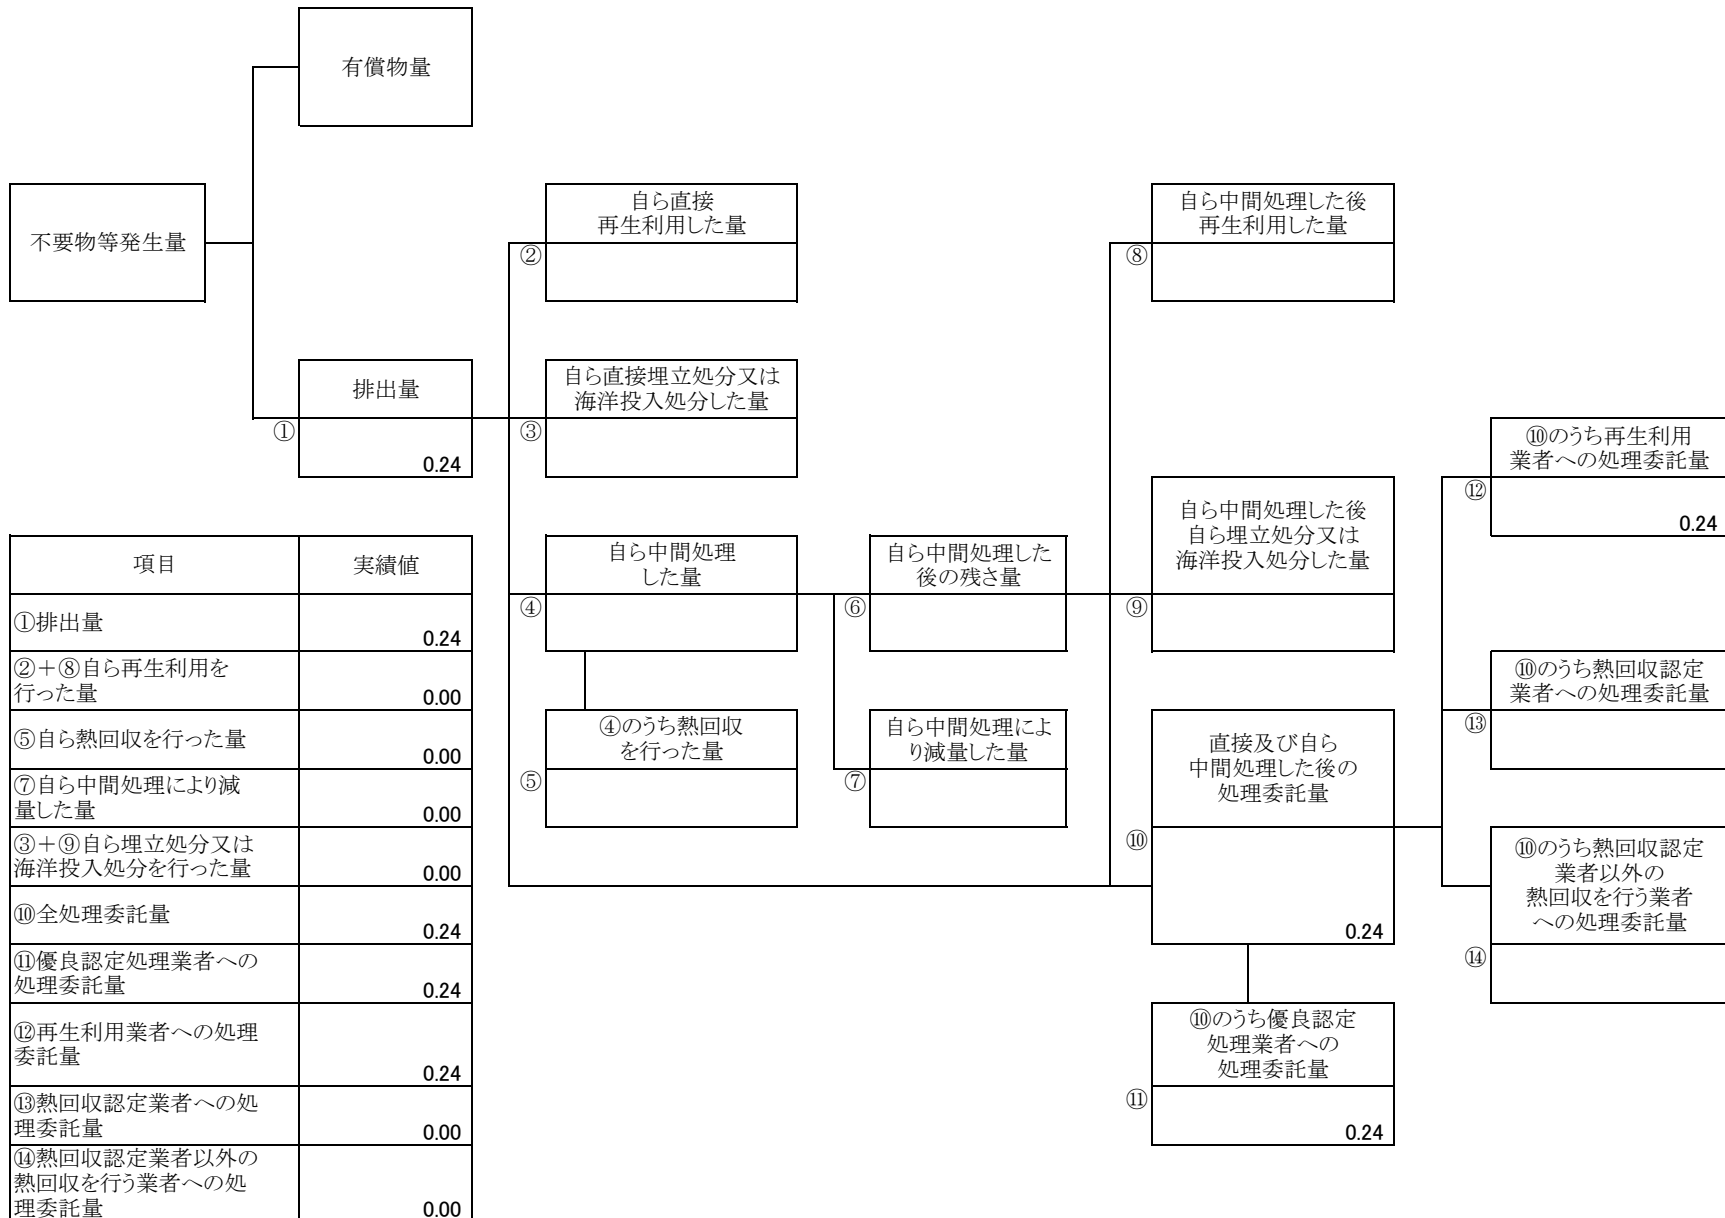 有償物量
不要物等発生量
自ら直接
再生利用した量
②
自ら中間処理した後
再生利用した量
⑧
排出量
①
0.24
自ら直接埋立処分又は
海洋投入処分した量
③
⑩のうち再生利用
業者への処理委託量
⑫
0.24
自ら中間処理
した量
④
自ら中間処理した
後の残さ量
⑥
自ら中間処理した後
自ら埋立処分又は
海洋投入処分した量
⑨
⑩のうち熱回収認定
業者への処理委託量
⑬
④のうち熱回収
を行った量
⑤
自ら中間処理によ
り減量した量
⑦
直接及び自ら
中間処理した後の
処理委託量
⑩
0.24
⑩のうち熱回収認定
業者以外の
熱回収を行う業者
への処理委託量
⑭
⑩のうち優良認定
処理業者への
処理委託量
⑪
0.24
項目 実績値
①排出量
0.24
②+⑧自ら再生利用を
行った量
0.00
⑤自ら熱回収を行った量
0.00
⑦自ら中間処理により減
量した量
0.00
③+⑨自ら埋立処分又は
海洋投入処分を行った量
0.00
⑩全処理委託量
0.24
⑪優良認定処理業者への
処理委託量
0.24
⑫再生利用業者への処理
委託量
0.24
⑬熱回収認定業者への処
理委託量
0.00
⑭熱回収認定業者以外の
熱回収を行う業者への処
理委託量
0.00